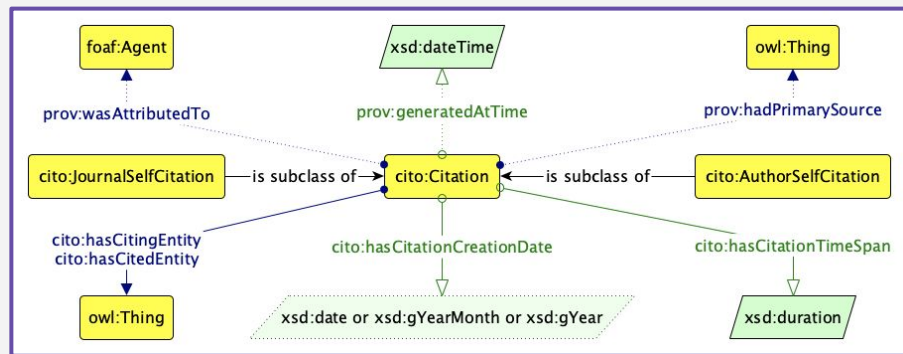 foaf:Agent
xsd:dateTime
owl:Thing
prov:wasAttributedTo
prov:generatedAtTime
prov:hadPrimarySource
cito:JournalSelfCitation
is subclass of
cito:Citation
is subclass of
cito:AuthorSelfCitation
cito:hasCitingEntity
cito:hasCitedEntity
cito:hasCitationCreationDate
cito:hasCitationTimeSpan
owl:Thing
xsd:date or xsd:gYearMonth or xsd:gYear
xsd:duration